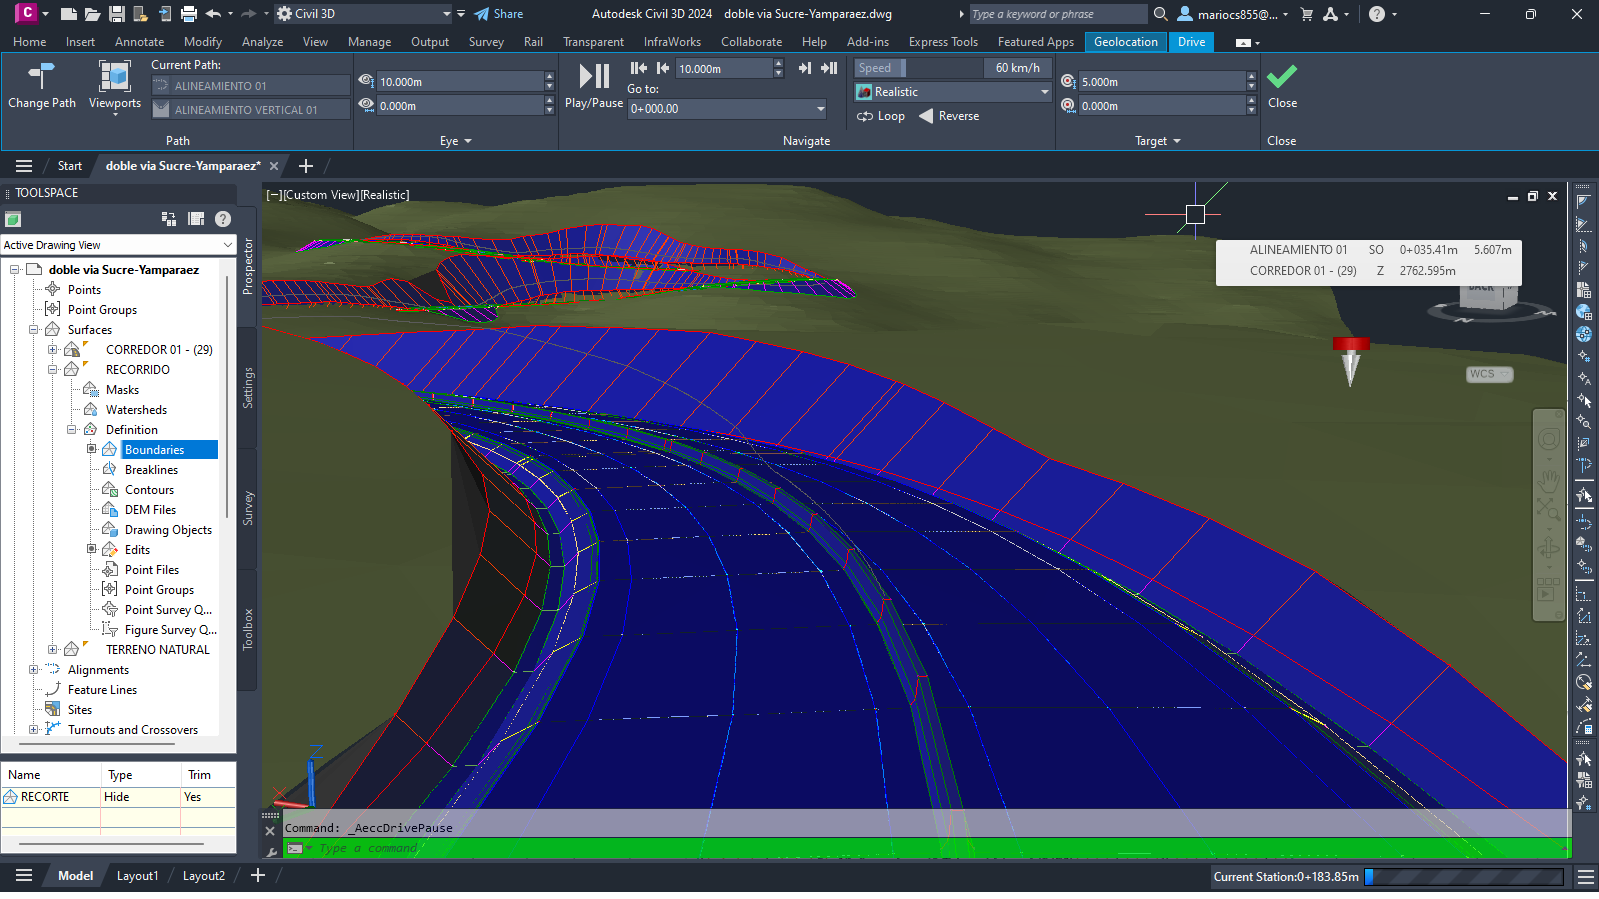 C Civil 3D Share Autodesk Civil 3D 2024 doble via Sucre-Yamparaez.dwg Type a keyword or phrase mariocs855@... ?
Home Insert Annotate Modify Analyze View Manage Output Survey Rail Transparent InfraWorks Collaborate Help Add-ins Express Tools Featured Apps Geolocation Drive
Change Path
Viewports
Current Path:
ALINEAMIENTO 01
ALINEAMIENTO VERTICAL 01
Path
10.000m
0.000m
Eye
Play/Pause
10.000m
Go to:
0+000.00
Speed 60 km/h
Realistic
Loop Reverse
Navigate
5.000m
0.000m
Target
Close
Close
Start doble via Sucre-Yamparaez*
TOOLSPACE
Active Drawing View
doble via Sucre-Yamparaez
Points
Point Groups
Surfaces
CORREDOR 01 - (29)
RECORRIDO
Masks
Watersheds
Definition
Boundaries
Breaklines
Contours
DEM Files
Drawing Objects
Edits
Point Files
Point Groups
Point Survey Q...
Figure Survey Q...
TERRENO NATURAL
Alignments
Feature Lines
Sites
Turnouts and Crossovers
Prospector
Settings
Survey
Toolbox
Name Type Trim
RECORTE Hide Yes
[−][Custom View][Realistic]
ALINEAMIENTO 01 SO 0+035.41m 5.607m
CORREDOR 01 - (29) Z 2762.595m
BACK
WCS
Command: _AeccDrivePause
Type a command
Model Layout1 Layout2
Current Station:0+183.85m